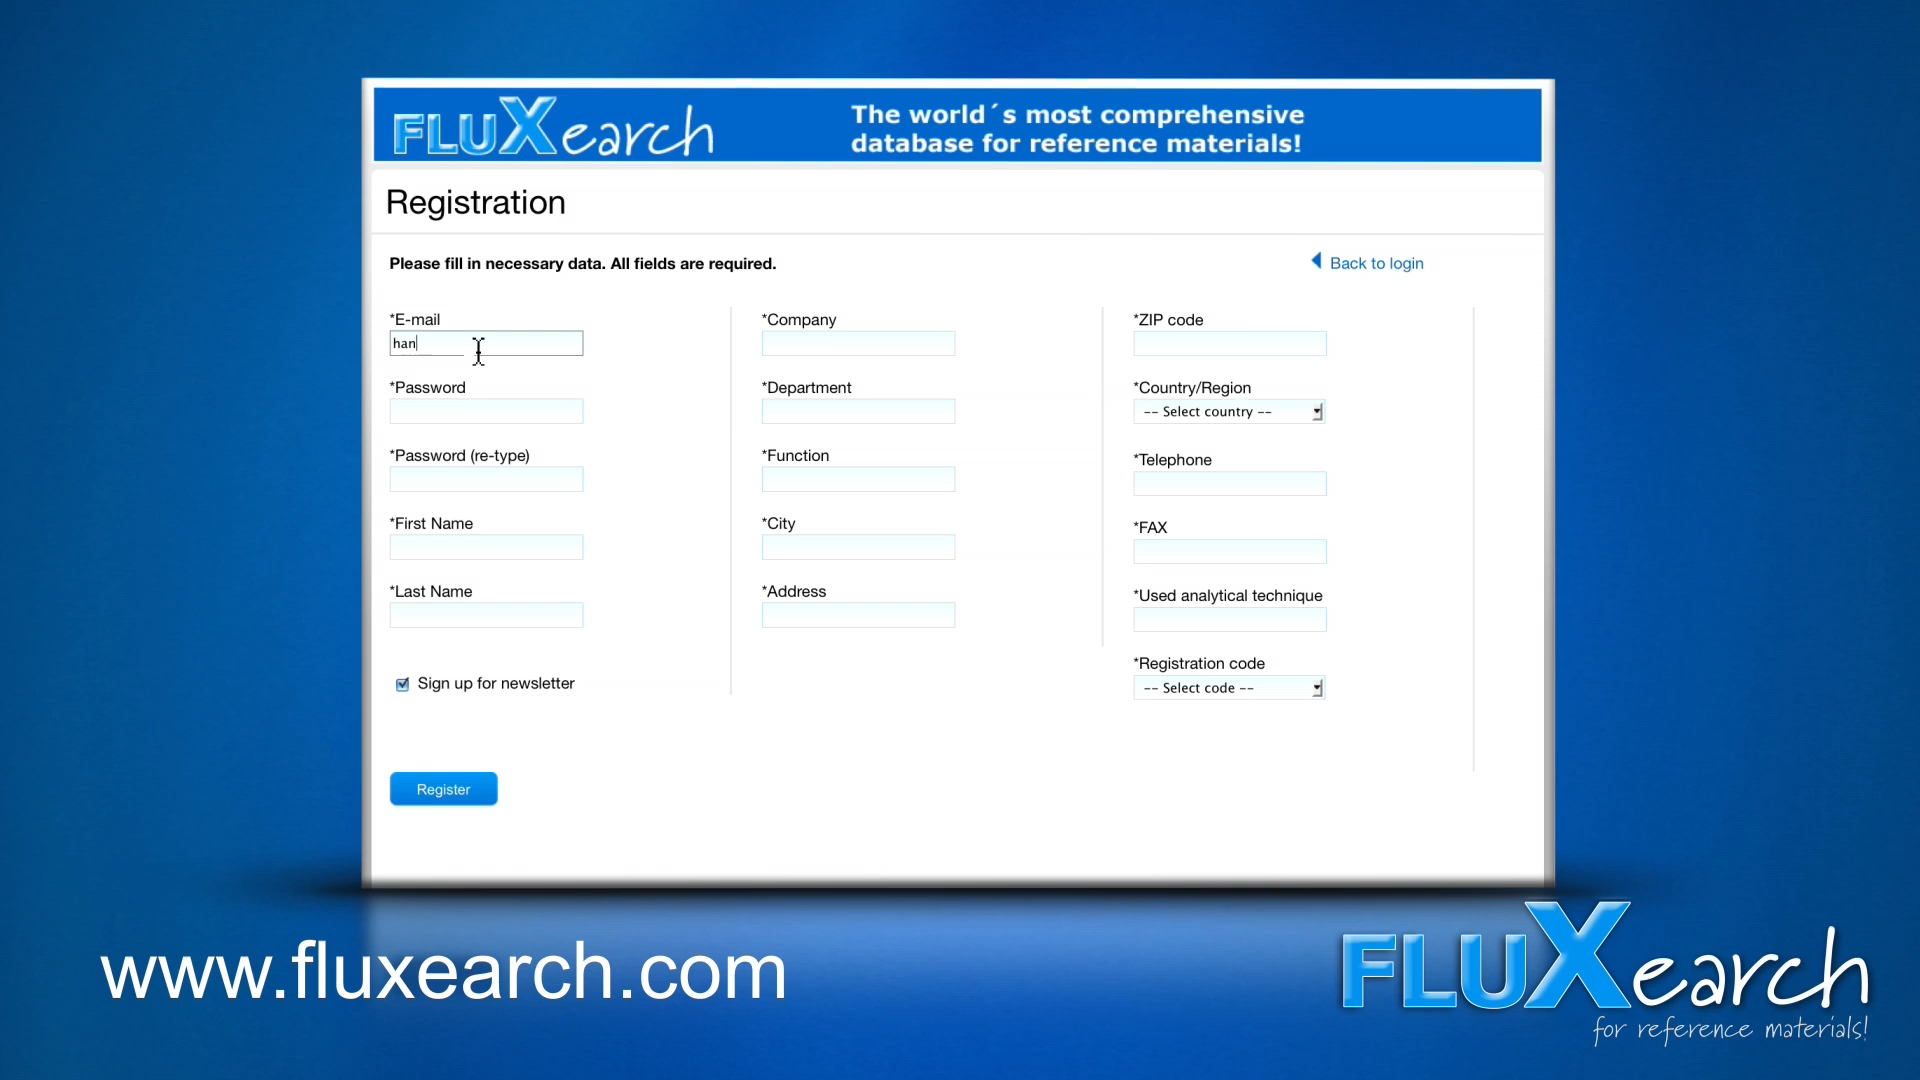 FLUXearch
The world´s most comprehensive
database for reference materials!
Registration
Please fill in necessary data. All fields are required.
Back to login
*E-mail
han
*Password
*Password (re-type)
*First Name
*Last Name
Sign up for newsletter
*Company
*Department
*Function
*City
*Address
*ZIP code
*Country/Region
-- Select country --
*Telephone
*FAX
*Used analytical technique
*Registration code
-- Select code --
Register
www.fluxearch.com
FLUXearch
for reference materials!